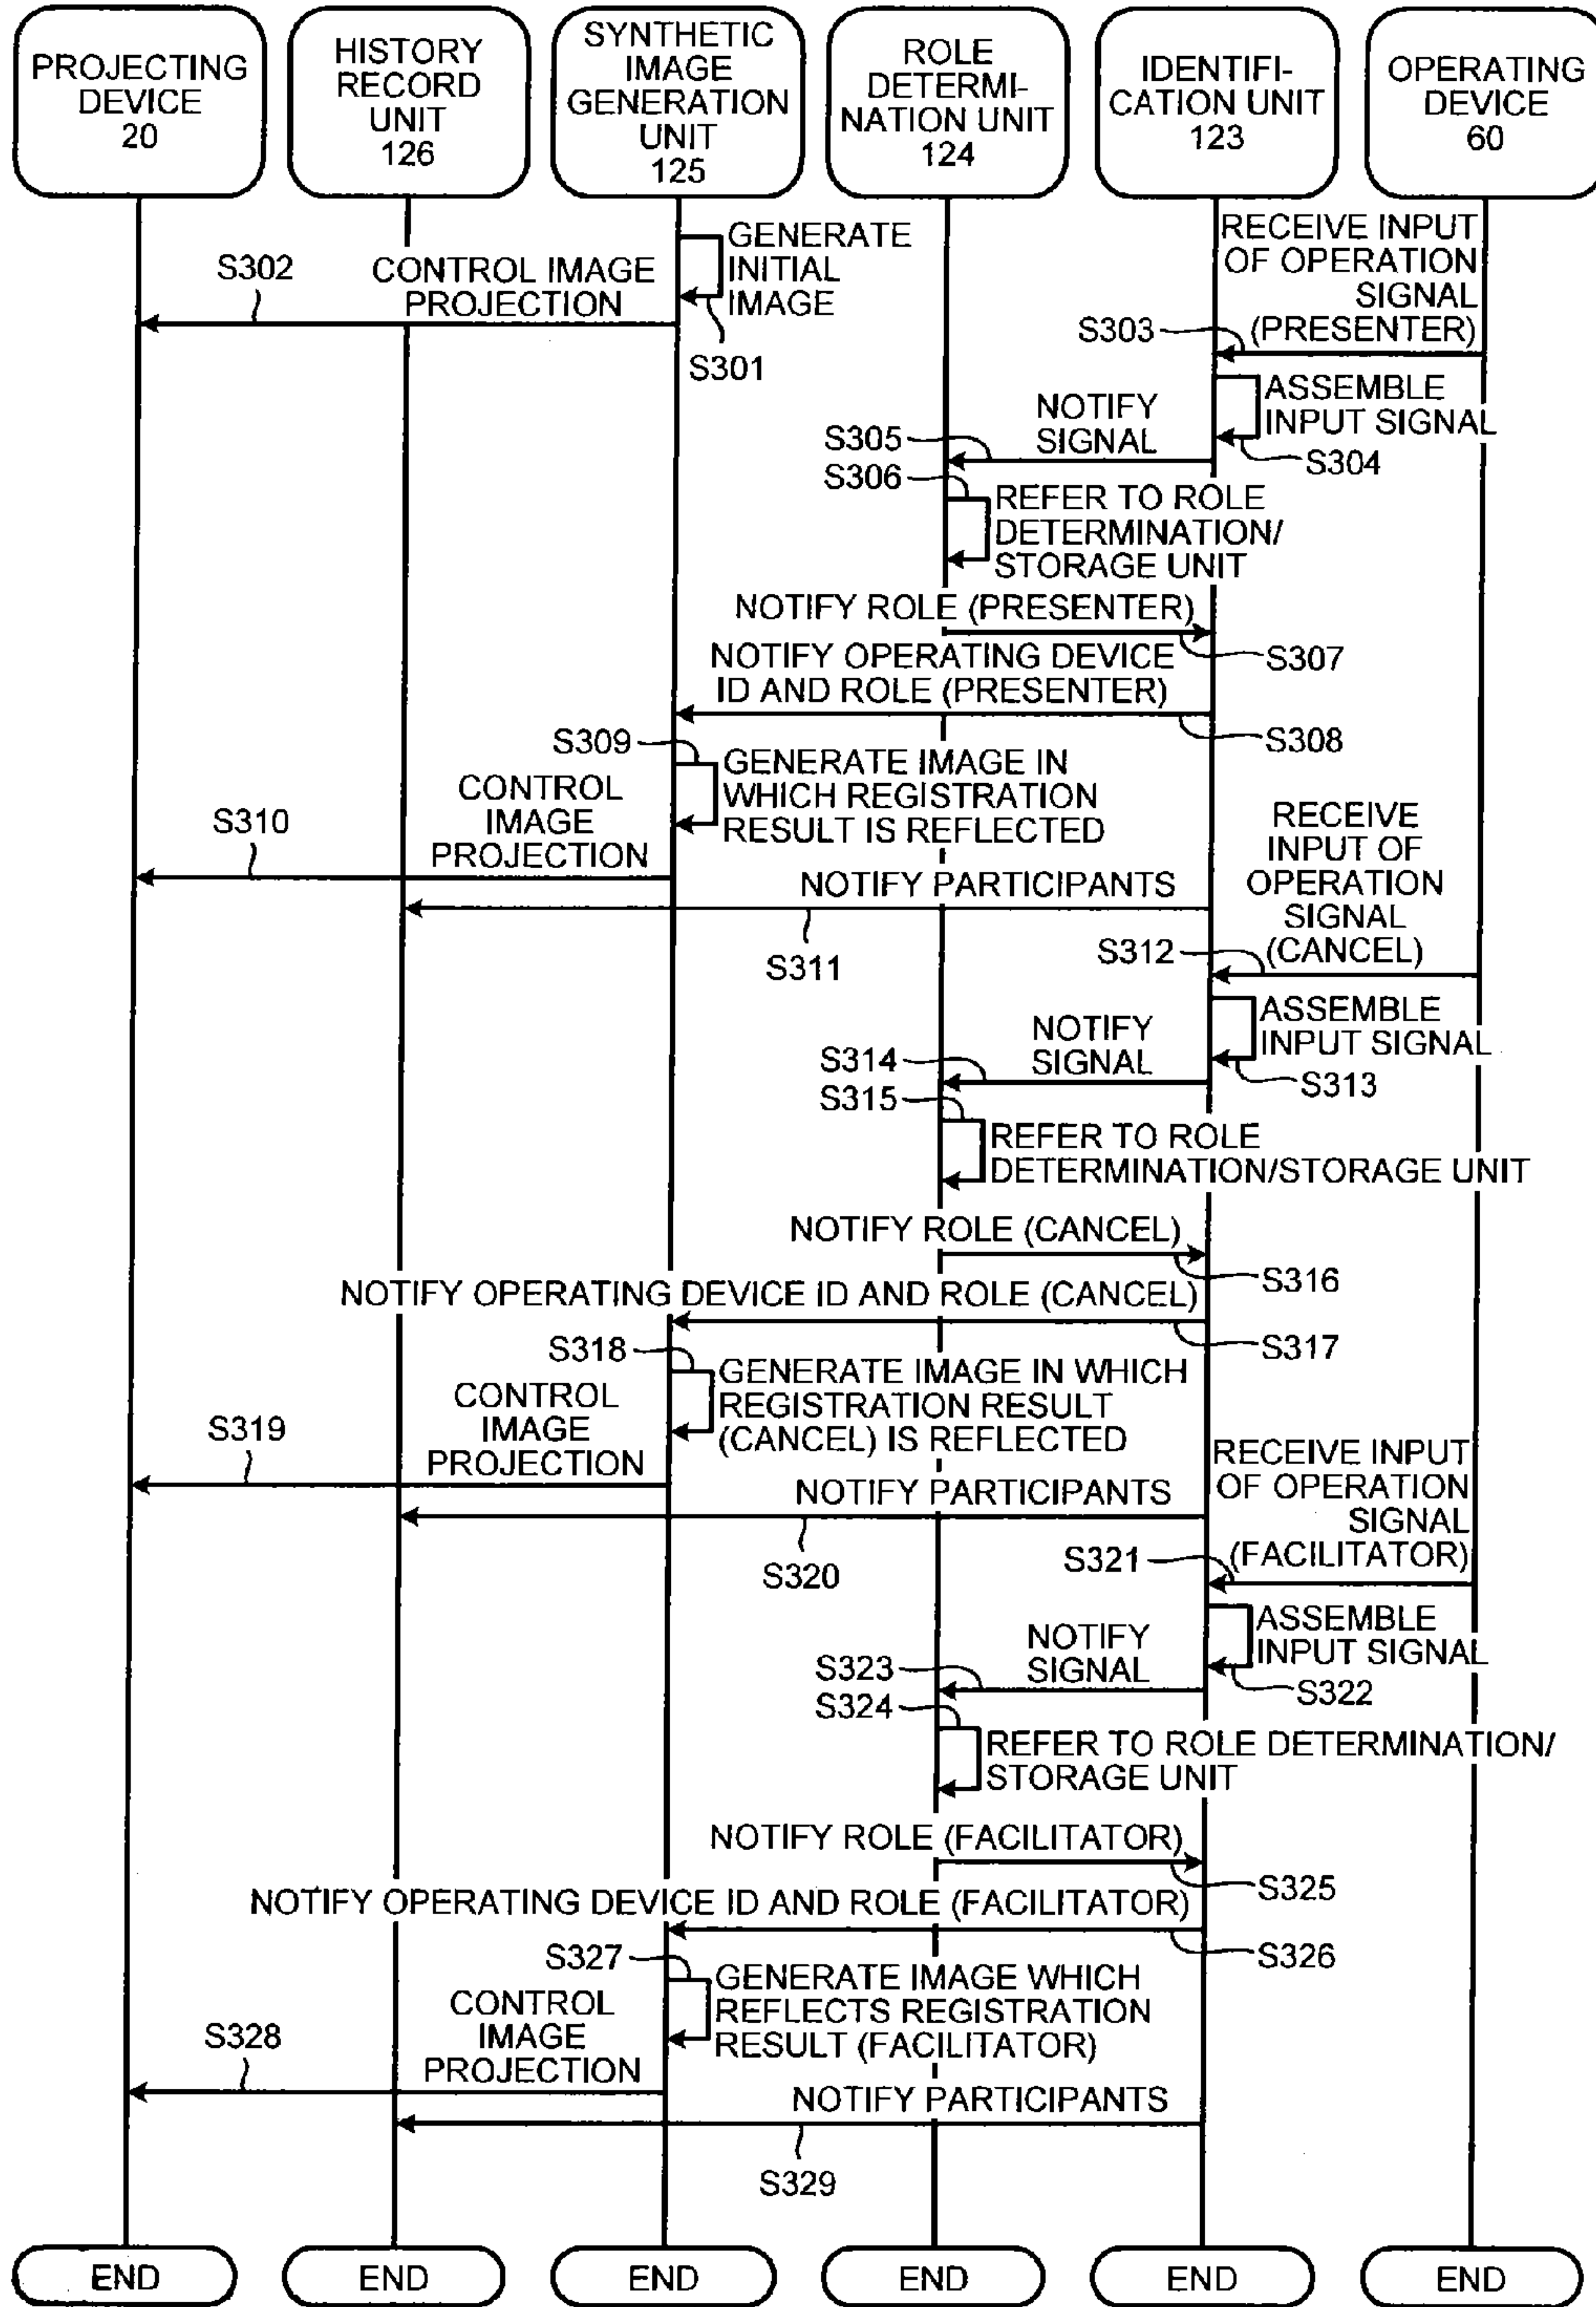 PROJECTING
DEVICE
20
HISTORY
RECORD
UNIT
126
SYNTHETIC
IMAGE
GENERATION
UNIT
125
ROLE
DETERMI-
NATION UNIT
124
IDENTIFI-
CATION UNIT
123
OPERATING
DEVICE
60
GENERATE
INITIAL
IMAGE
S301
S302
CONTROL IMAGE
PROJECTION
RECEIVE INPUT
OF OPERATION
SIGNAL
(PRESENTER)
S303
ASSEMBLE
INPUT SIGNAL
S304
NOTIFY
SIGNAL
S305
S306
REFER TO ROLE
DETERMINATION/
STORAGE UNIT
NOTIFY ROLE (PRESENTER)
S307
NOTIFY OPERATING DEVICE
ID AND ROLE (PRESENTER)
S308
S309
GENERATE IMAGE IN
WHICH REGISTRATION
RESULT IS REFLECTED
S310
CONTROL
IMAGE
PROJECTION
NOTIFY PARTICIPANTS
S311
RECEIVE
INPUT OF
OPERATION
SIGNAL
(CANCEL)
S312
ASSEMBLE
INPUT SIGNAL
S313
NOTIFY
SIGNAL
S314
S315
REFER TO ROLE
DETERMINATION/STORAGE UNIT
NOTIFY ROLE (CANCEL)
S316
NOTIFY OPERATING DEVICE ID AND ROLE (CANCEL)
S317
S318
GENERATE IMAGE IN WHICH
REGISTRATION RESULT
(CANCEL) IS REFLECTED
S319
CONTROL
IMAGE
PROJECTION
NOTIFY PARTICIPANTS
S320
RECEIVE INPUT
OF OPERATION
SIGNAL
(FACILITATOR)
S321
ASSEMBLE
INPUT SIGNAL
S322
NOTIFY
SIGNAL
S323
S324
REFER TO ROLE DETERMINATION/
STORAGE UNIT
NOTIFY ROLE (FACILITATOR)
S325
NOTIFY OPERATING DEVICE ID AND ROLE (FACILITATOR)
S326
S327
GENERATE IMAGE WHICH
REFLECTS REGISTRATION
RESULT (FACILITATOR)
S328
CONTROL
IMAGE
PROJECTION
NOTIFY PARTICIPANTS
S329
END
END
END
END
END
END